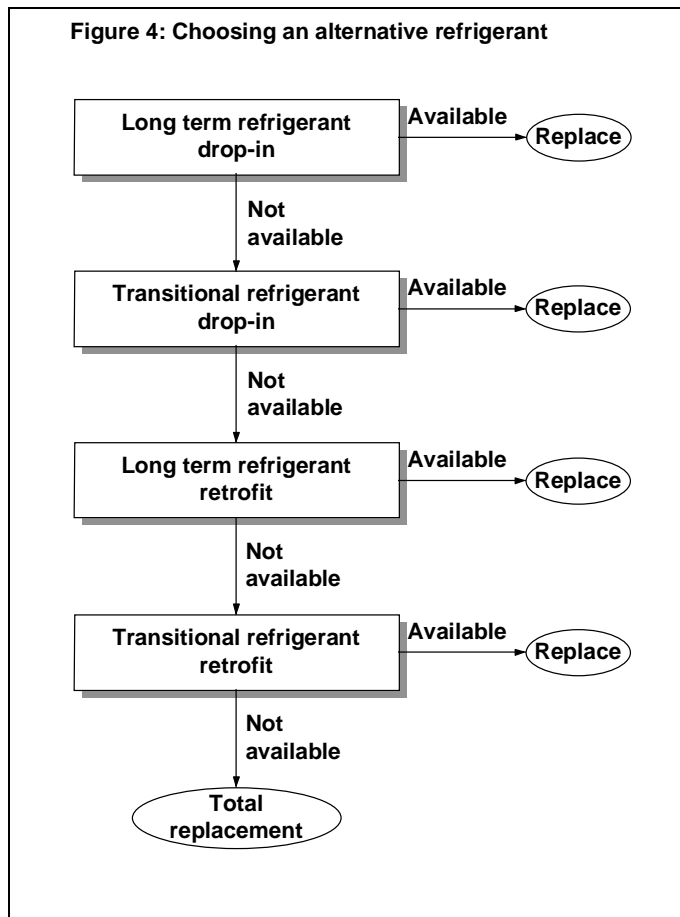 Figure 4: Choosing an alternative refrigerant
Long term refrigerant
drop-in
Available
Replace
Not
available
Transitional refrigerant
drop-in
Available
Replace
Not
available
Long term refrigerant
retrofit
Available
Replace
Not
available
Transitional refrigerant
retrofit
Available
Replace
Not
available
Total
replacement